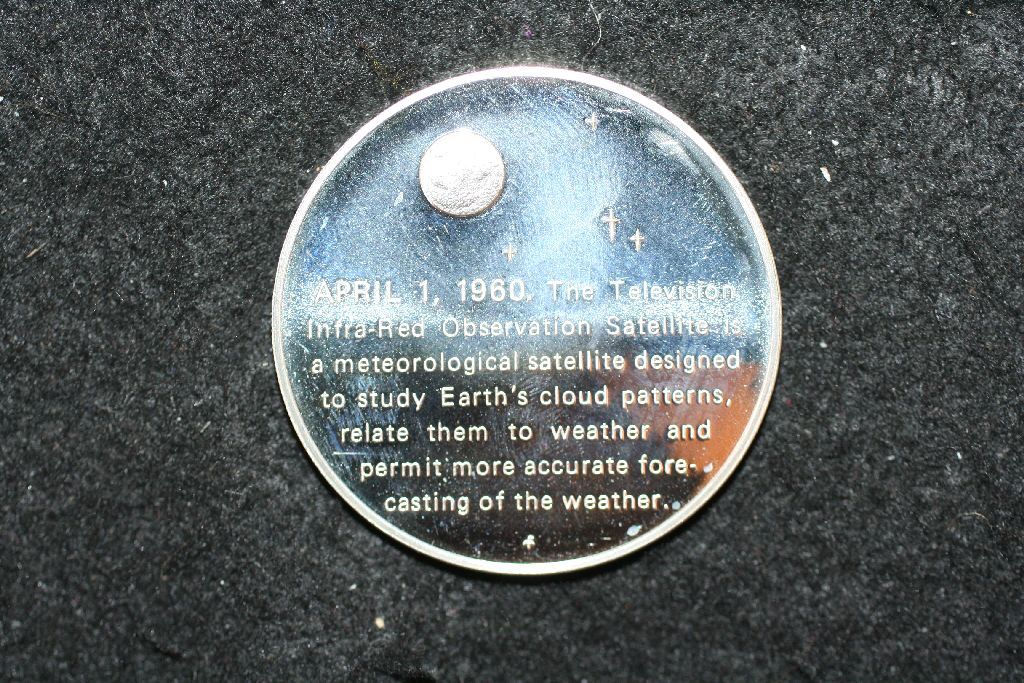 APRIL 1, 1960. The Television
Infra-Red Observation Satellite is
a meteorological satellite designed
to study Earth's cloud patterns,
relate them to weather and
permit more accurate fore-
casting of the weather.